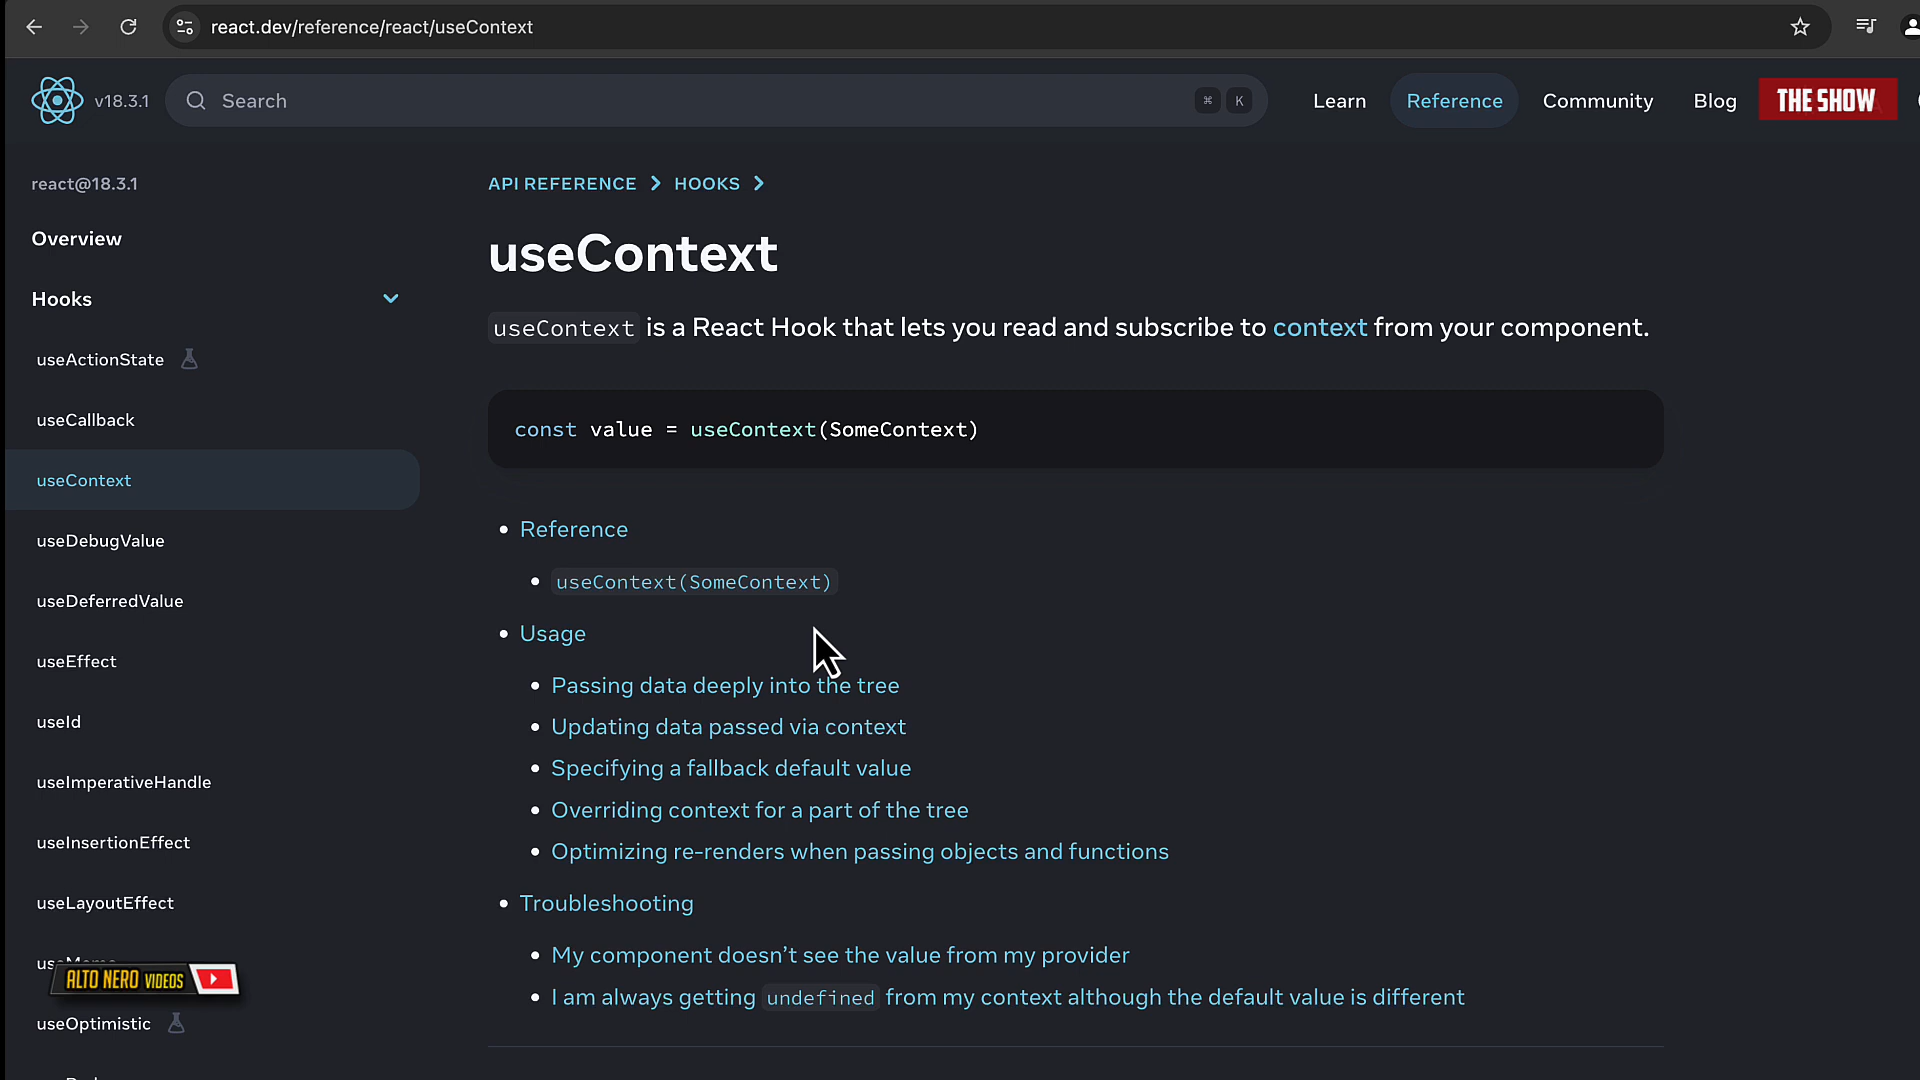 react.dev/reference/react/useContext
v18.3.1
Search
⌘ K
Learn
Reference
Community
Blog
THE SHOW
react@18.3.1
Overview
Hooks
useActionState
useCallback
useContext
useDebugValue
useDeferredValue
useEffect
useId
useImperativeHandle
useInsertionEffect
useLayoutEffect
ALTO NERO VIDEOS
useOptimistic
API REFERENCE > HOOKS >
useContext
useContext is a React Hook that lets you read and subscribe to context from your component.
const value = useContext(SomeContext)
• Reference
• useContext(SomeContext)
• Usage
• Passing data deeply into the tree
• Updating data passed via context
• Specifying a fallback default value
• Overriding context for a part of the tree
• Optimizing re-renders when passing objects and functions
• Troubleshooting
• My component doesn’t see the value from my provider
• I am always getting undefined from my context although the default value is different